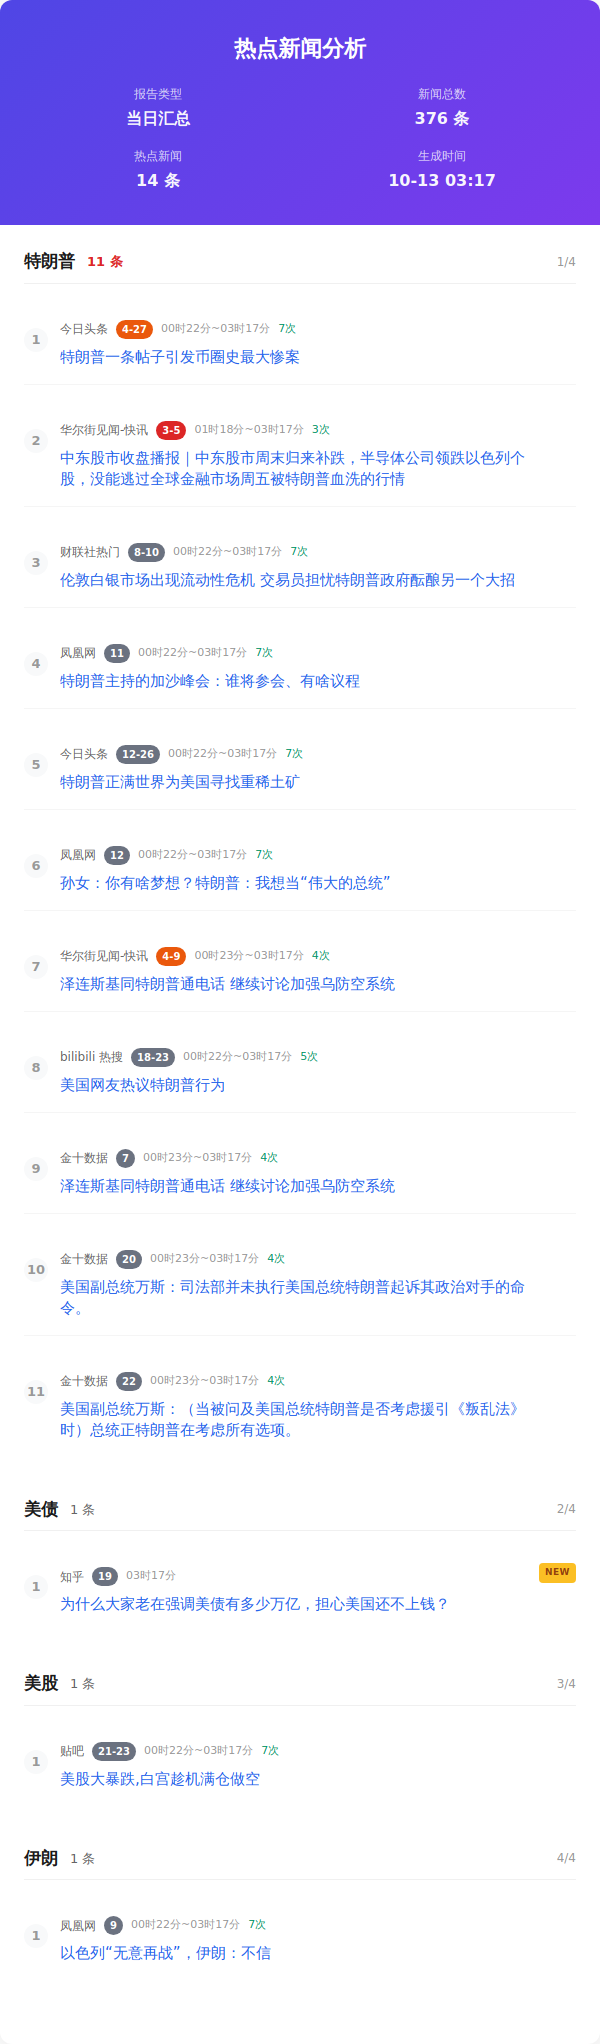 热点新闻分析
报告类型
新闻总数
当日汇总
376 条
热点新闻
生成时间
14 条
10-13 03:17
特朗普 11 条 1/4
1 今日头条 4-27 00时22分~03时17分 7次
特朗普一条帖子引发币圈史最大惨案
2 华尔街见闻-快讯 3-5 01时18分~03时17分 3次
中东股市收盘播报｜中东股市周末归来补跌，半导体公司领跌以色列个
股，没能逃过全球金融市场周五被特朗普血洗的行情
3 财联社热门 8-10 00时22分~03时17分 7次
伦敦白银市场出现流动性危机 交易员担忧特朗普政府酝酿另一个大招
4 凤凰网 11 00时22分~03时17分 7次
特朗普主持的加沙峰会：谁将参会、有啥议程
5 今日头条 12-26 00时22分~03时17分 7次
特朗普正满世界为美国寻找重稀土矿
6 凤凰网 12 00时22分~03时17分 7次
孙女：你有啥梦想？特朗普：我想当“伟大的总统”
7 华尔街见闻-快讯 4-9 00时23分~03时17分 4次
泽连斯基同特朗普通电话 继续讨论加强乌防空系统
8 bilibili 热搜 18-23 00时22分~03时17分 5次
美国网友热议特朗普行为
9 金十数据 7 00时23分~03时17分 4次
泽连斯基同特朗普通电话 继续讨论加强乌防空系统
10 金十数据 20 00时23分~03时17分 4次
美国副总统万斯：司法部并未执行美国总统特朗普起诉其政治对手的命
令。
11 金十数据 22 00时23分~03时17分 4次
美国副总统万斯：（当被问及美国总统特朗普是否考虑援引《叛乱法》
时）总统正特朗普在考虑所有选项。
美债 1 条 2/4
1 知乎 19 03时17分 NEW
为什么大家老在强调美债有多少万亿，担心美国还不上钱？
美股 1 条 3/4
1 贴吧 21-23 00时22分~03时17分 7次
美股大暴跌,白宫趁机满仓做空
伊朗 1 条 4/4
1 凤凰网 9 00时22分~03时17分 7次
以色列“无意再战”，伊朗：不信